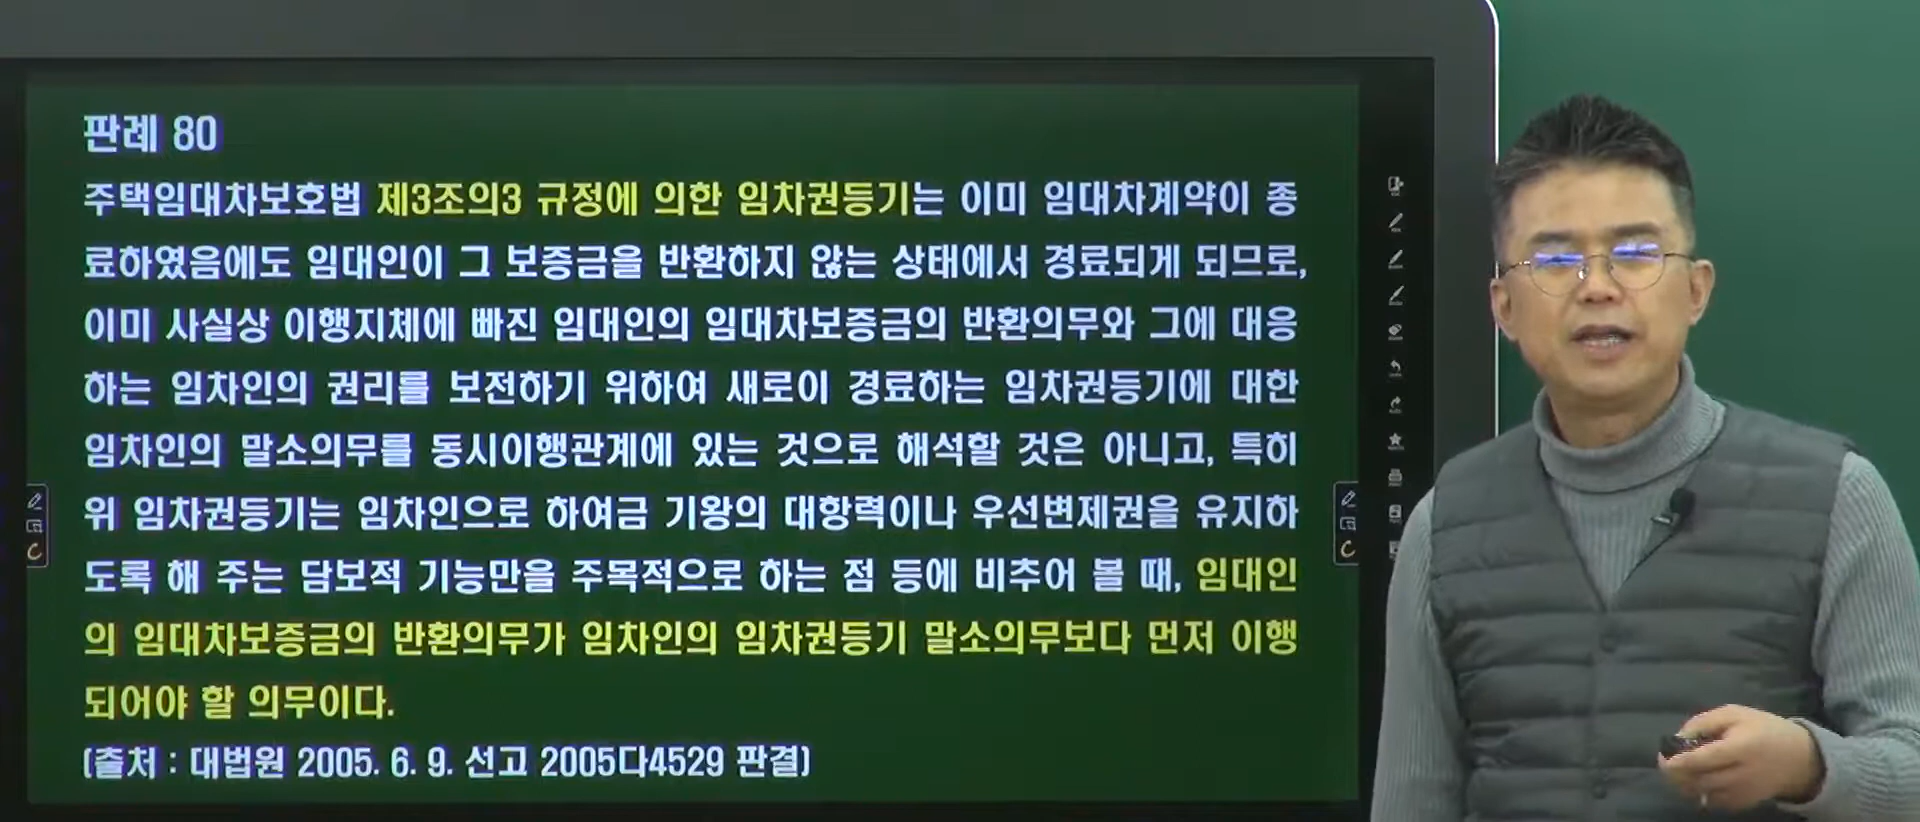 판례 80
주택임대차보호법 제3조의3 규정에 의한 임차권등기는 이미 임대차계약이 종
료하였음에도 임대인이 그 보증금을 반환하지 않는 상태에서 경료되게 되므로,
이미 사실상 이행지체에 빠진 임대인의 임대차보증금의 반환의무와 그에 대응
하는 임차인의 권리를 보전하기 위하여 새로이 경료하는 임차권등기에 대한
임차인의 말소의무를 동시이행관계에 있는 것으로 해석할 것은 아니고, 특히
위 임차권등기는 임차인으로 하여금 기왕의 대항력이나 우선변제권을 유지하
도록 해 주는 담보적 기능만을 주목적으로 하는 점 등에 비추어 볼 때, 임대인
의 임대차보증금의 반환의무가 임차인의 임차권등기 말소의무보다 먼저 이행
되어야 할 의무이다.
(출처 : 대법원 2005. 6. 9. 선고 2005다4529 판결)